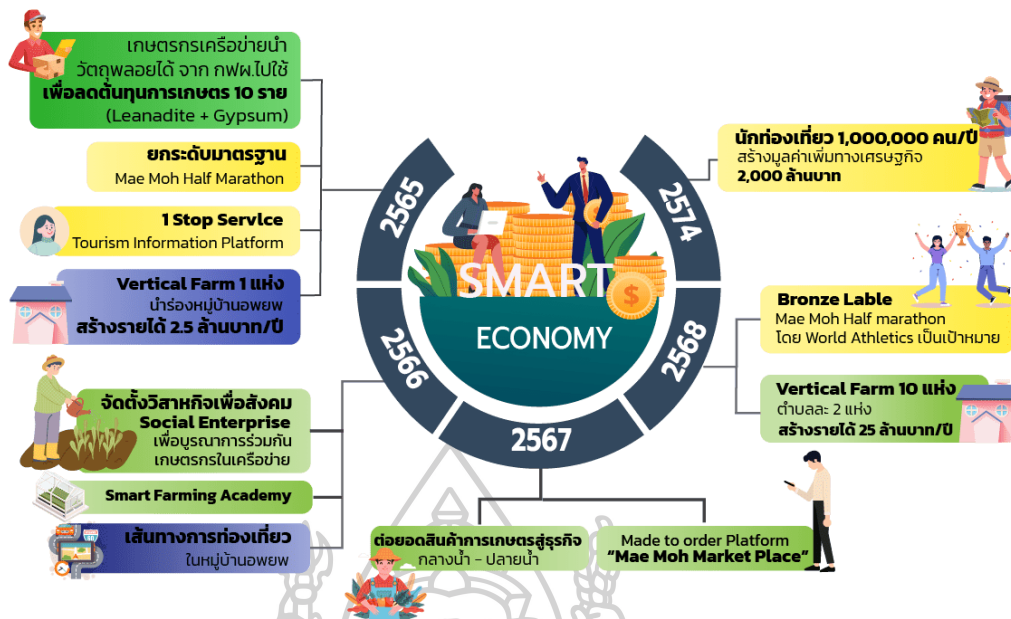 เกษตรกรเครือข่ายนำ
วัตถุพลอยได้ จาก กฟผ.ไปใช้
เพื่อลดต้นทุนการเกษตร 10 ราย
(Leanadite + Gypsum)
ยกระดับมาตรฐาน
Mae Moh Half Marathon
1 Stop Service
Tourism Information Platform
Vertical Farm 1 แห่ง
นำร่องหมู่บ้านอพยพ
สร้างรายได้ 2.5 ล้านบาท/ปี
2565
SMART
ECONOMY
2566
จัดตั้งวิสาหกิจเพื่อสังคม
Social Enterprise
เพื่อบูรณาการร่วมกัน
เกษตรกรในเครือข่าย
Smart Farming Academy
เส้นทางการท่องเที่ยว
ในหมู่บ้านอพยพ
2567
ต่อยอดสินค้าการเกษตรสู่ธุรกิจ
กลางน้ำ - ปลายน้ำ
Made to order Platform
“Mae Moh Market Place”
2568
Bronze Lable
Mae Moh Half marathon
โดย World Athletics เป็นเป้าหมาย
Vertical Farm 10 แห่ง
ตำบลละ 2 แห่ง
สร้างรายได้ 25 ล้านบาท/ปี
2574
นักท่องเที่ยว 1,000,000 คน/ปี
สร้างมูลค่าเพิ่มทางเศรษฐกิจ
2,000 ล้านบาท